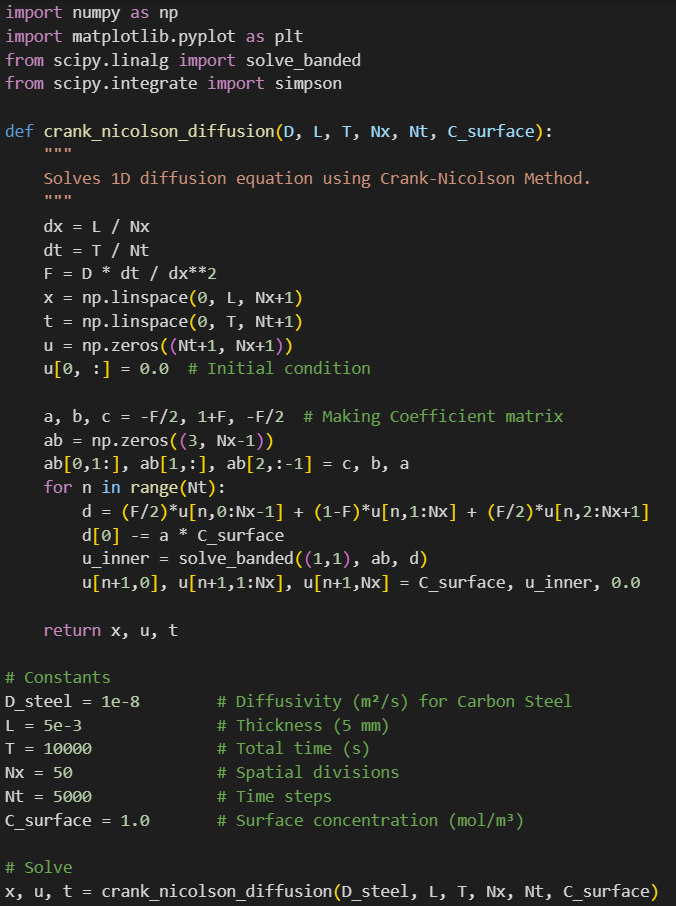 import numpy as np
import matplotlib.pyplot as plt
from scipy.linalg import solve_banded
from scipy.integrate import simpson

def crank_nicolson_diffusion(D, L, T, Nx, Nt, C_surface):
    """
    Solves 1D diffusion equation using Crank-Nicolson Method.
    """
    dx = L / Nx
    dt = T / Nt
    F = D * dt / dx**2
    x = np.linspace(0, L, Nx+1)
    t = np.linspace(0, T, Nt+1)
    u = np.zeros((Nt+1, Nx+1))
    u[0, :] = 0.0  # Initial condition

    a, b, c = -F/2, 1+F, -F/2  # Making Coefficient matrix
    ab = np.zeros((3, Nx-1))
    ab[0,1:], ab[1,:], ab[2,:-1] = c, b, a
    for n in range(Nt):
        d = (F/2)*u[n,0:Nx-1] + (1-F)*u[n,1:Nx] + (F/2)*u[n,2:Nx+1]
        d[0] -= a * C_surface
        u_inner = solve_banded((1,1), ab, d)
        u[n+1,0], u[n+1,1:Nx], u[n+1,Nx] = C_surface, u_inner, 0.0

    return x, u, t

# Constants
D_steel = 1e-8        # Diffusivity (m²/s) for Carbon Steel
L = 5e-3              # Thickness (5 mm)
T = 10000             # Total time (s)
Nx = 50               # Spatial divisions
Nt = 5000             # Time steps
C_surface = 1.0       # Surface concentration (mol/m³)

# Solve
x, u, t = crank_nicolson_diffusion(D_steel, L, T, Nx, Nt, C_surface)